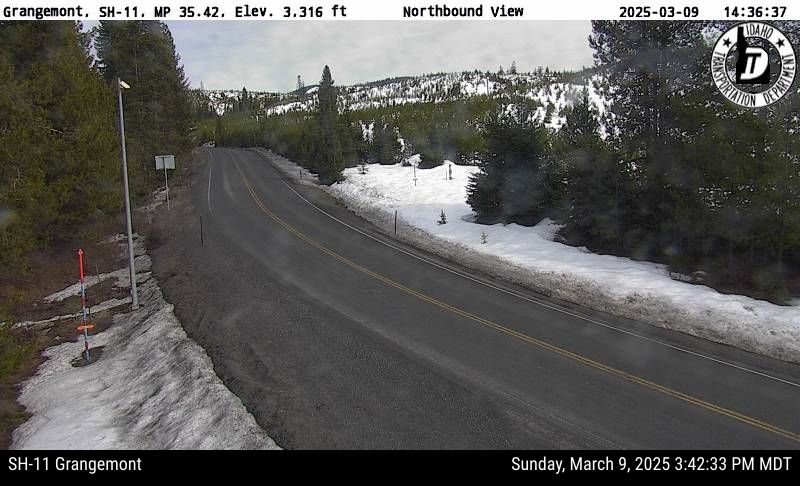 Grangemont, SH-11, MP 35.42, Elev. 3,316 ft Northbound View 2025-03-09 14:36:37
IDAHO
TRANSPORTATION DEPARTMENT
SH-11 Grangemont Sunday, March 9, 2025 3:42:33 PM MDT